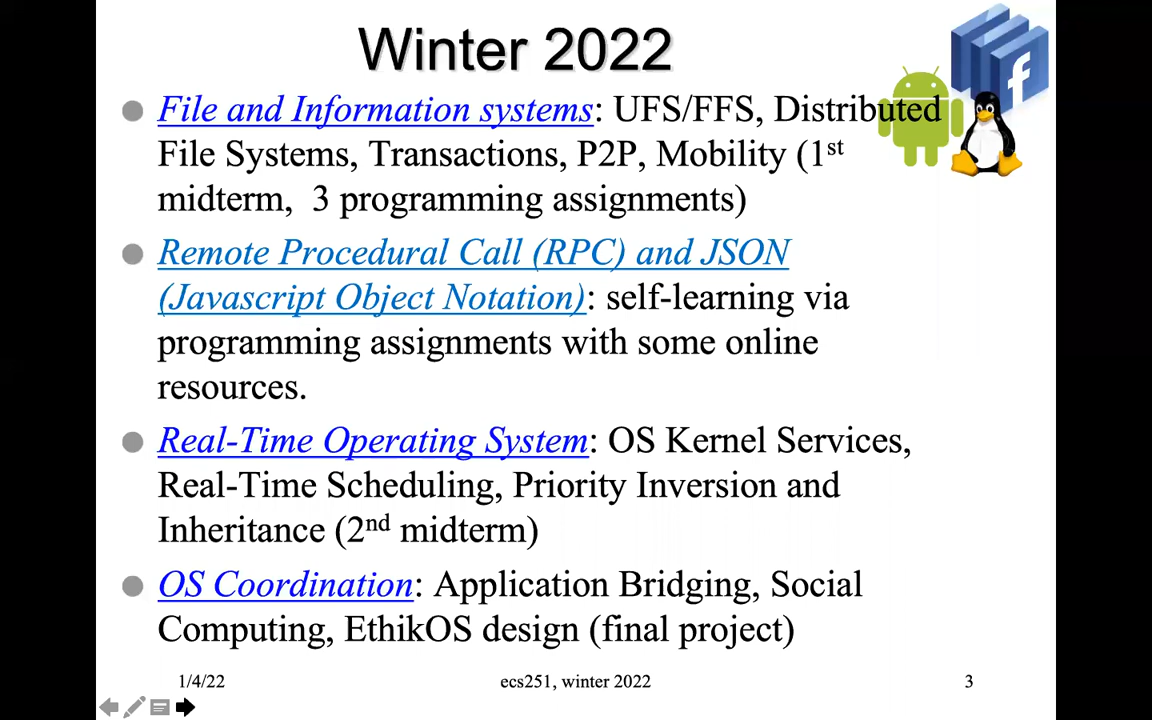 Winter 2022
File and Information systems: UFS/FFS, Distributed
File Systems, Transactions, P2P, Mobility (1st
midterm, 3 programming assignments)
Remote Procedural Call (RPC) and JSON
(Javascript Object Notation): self-learning via
programming assignments with some online
resources.
Real-Time Operating System: OS Kernel Services,
Real-Time Scheduling, Priority Inversion and
Inheritance (2nd midterm)
OS Coordination: Application Bridging, Social
Computing, EthikOS design (final project)
1/4/22 ecs251, winter 2022 3